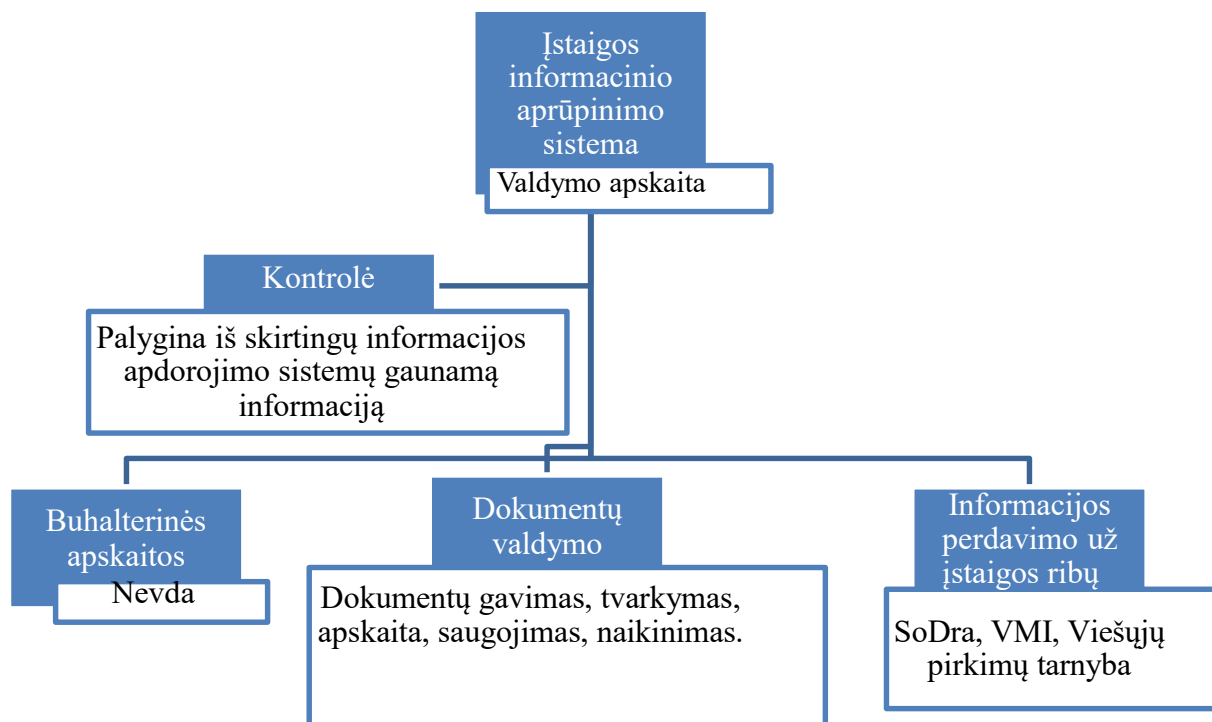 Įstaigos
informacinio
aprūpinimo
sistema
Valdymo apskaita
Kontrolė
Palygina iš skirtingų informacijos
apdorojimo sistemų gaunamą
informaciją
Buhalterinės
apskaitos
Nevda
Dokumentų
valdymo
Dokumentų gavimas, tvarkymas,
apskaita, saugojimas, naikinimas.
Informacijos
perdavimo už
įstaigos ribų
SoDra, VMI, Viešųjų
pirkimų tarnyba